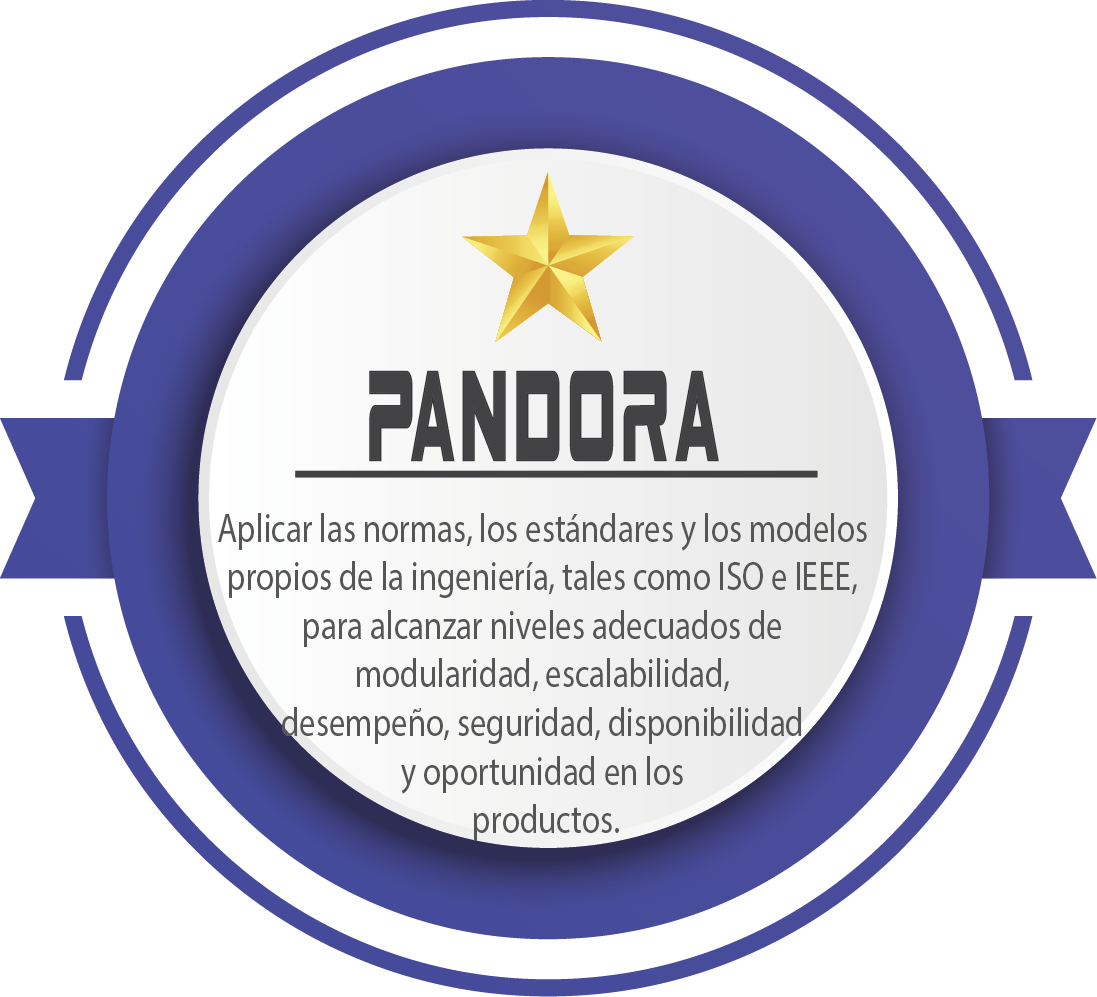 PANDORA
Aplicar las normas, los estándares y los modelos
propios de la ingeniería, tales como ISO e IEEE,
para alcanzar niveles adecuados de
modularidad, escalabilidad,
desempeño, seguridad, disponibilidad
y oportunidad en los
productos.